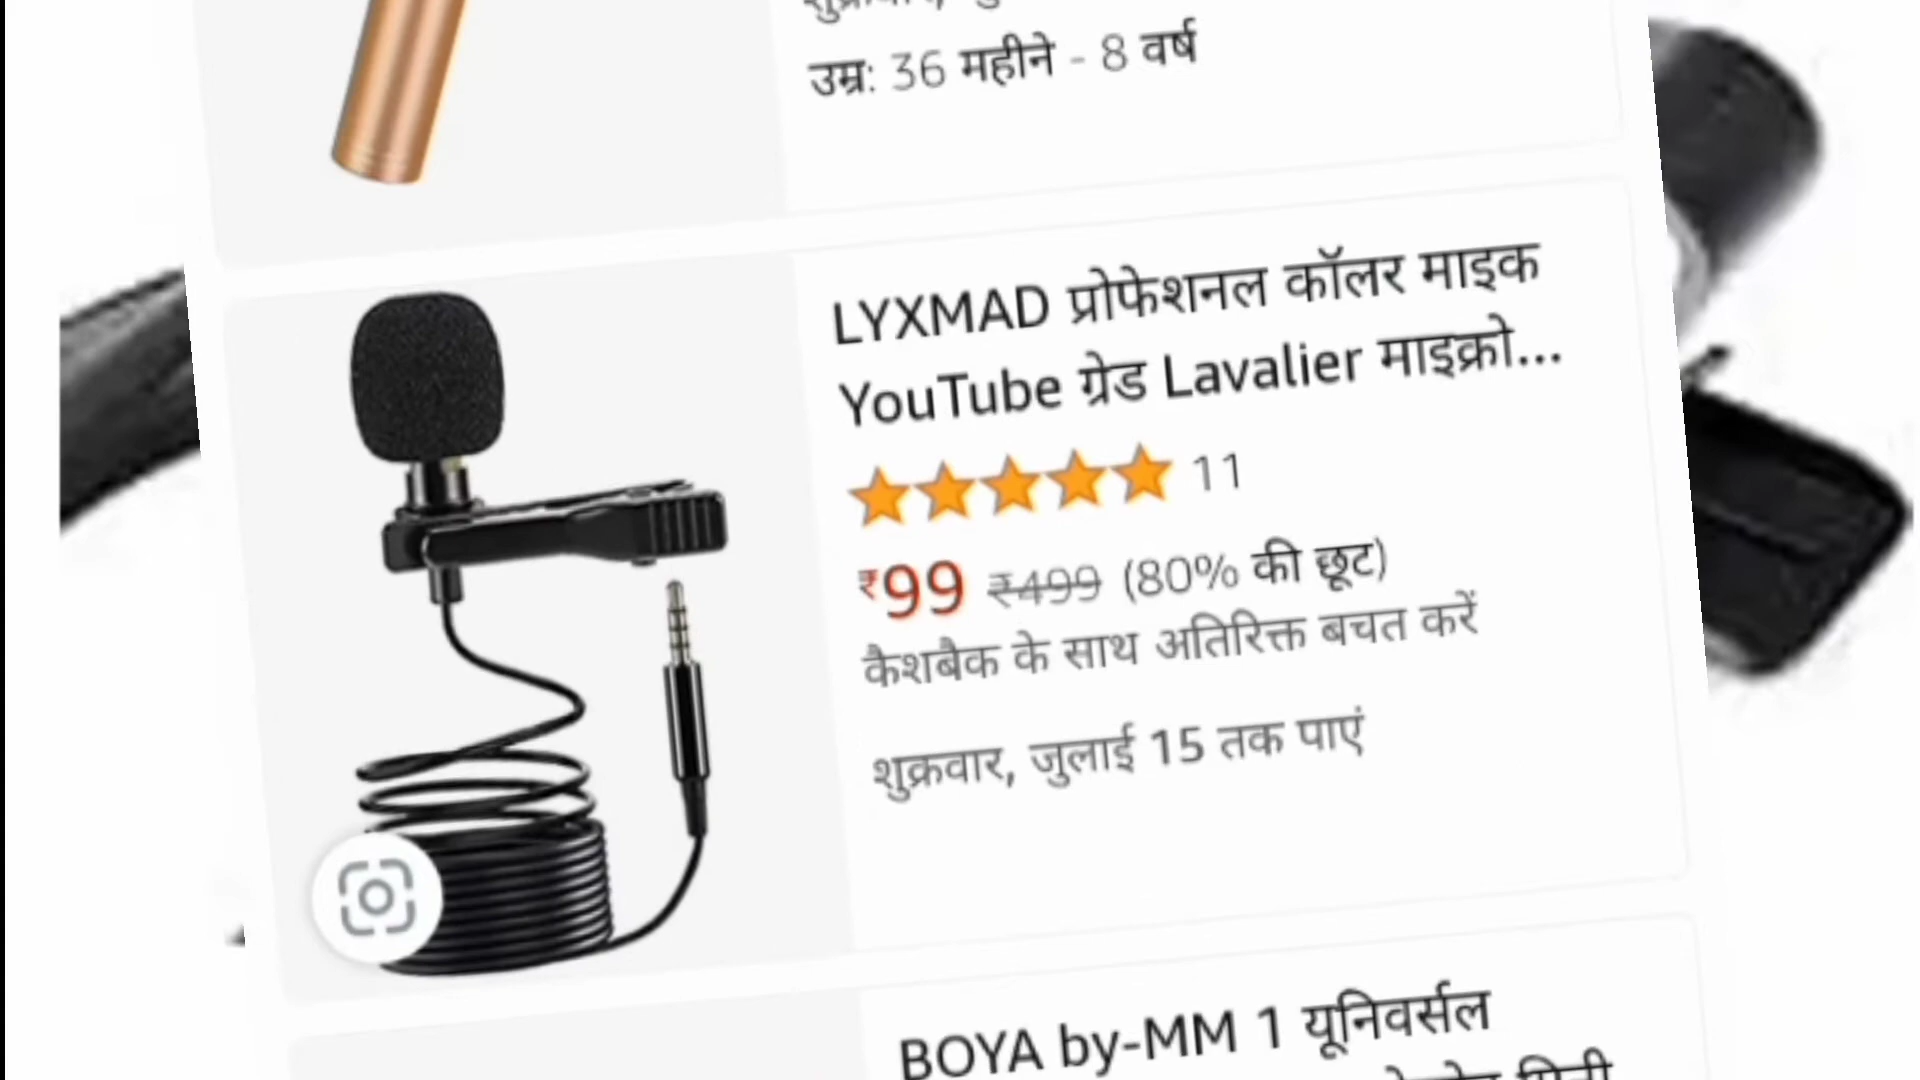 उम्र: 36 महीने - 8 वर्ष
LYXMAD प्रोफेशनल कॉलर माइक
YouTube ग्रेड Lavalier माइक्रो...
11
₹99 ₹499 (80% की छूट)
कैशबैक के साथ अतिरिक्त बचत करें
शुक्रवार, जुलाई 15 तक पाएं
BOYA by-MM 1 यूनिवर्सल